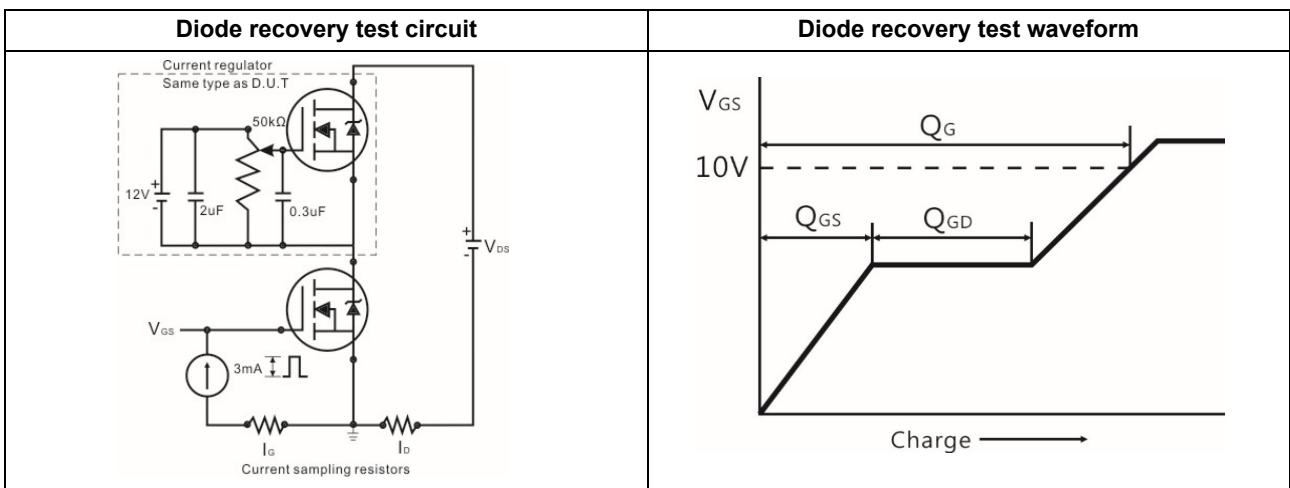 Diode recovery test circuit
Diode recovery test waveform
Current regulator
Same type as D.U.T
50kΩ
12V
+
-
2uF
0.3uF
+
-
VDS
VGS
3mA
IG
ID
Current sampling resistors
VGS
QG
10V
QGS
QGD
Charge